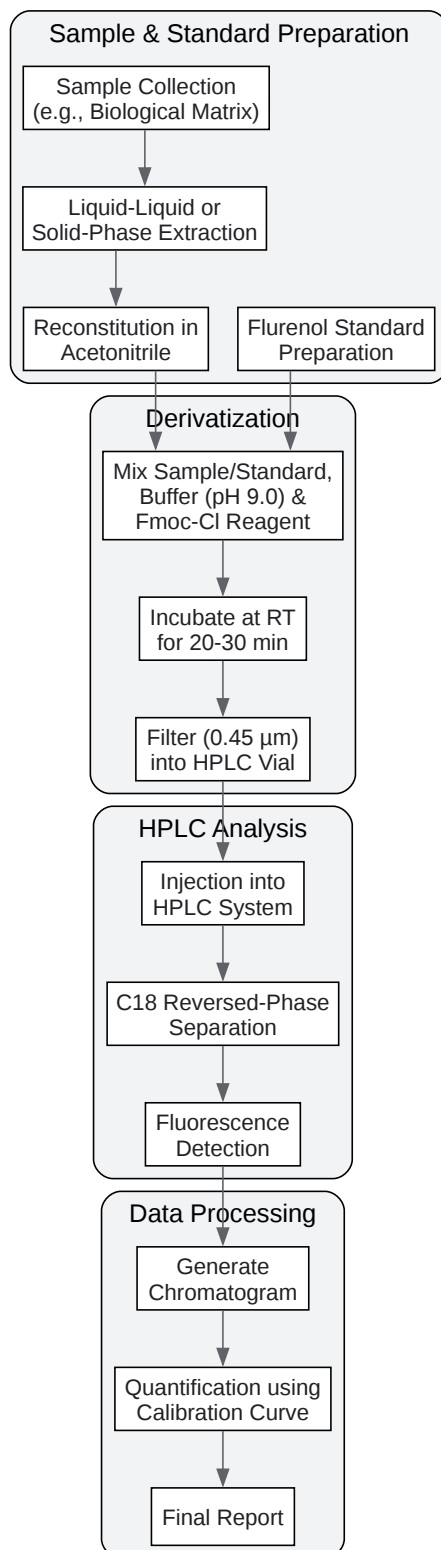 Sample & Standard Preparation
Sample Collection
(e.g., Biological Matrix)
Liquid-Liquid or
Solid-Phase Extraction
Reconstitution in
Acetonitrile
Flurenol Standard
Preparation
Derivatization
Mix Sample/Standard,
Buffer (pH 9.0) &
Fmoc-Cl Reagent
Incubate at RT
for 20-30 min
Filter (0.45 µm)
into HPLC Vial
HPLC Analysis
Injection into
HPLC System
C18 Reversed-Phase
Separation
Fluorescence
Detection
Data Processing
Generate
Chromatogram
Quantification using
Calibration Curve
Final Report